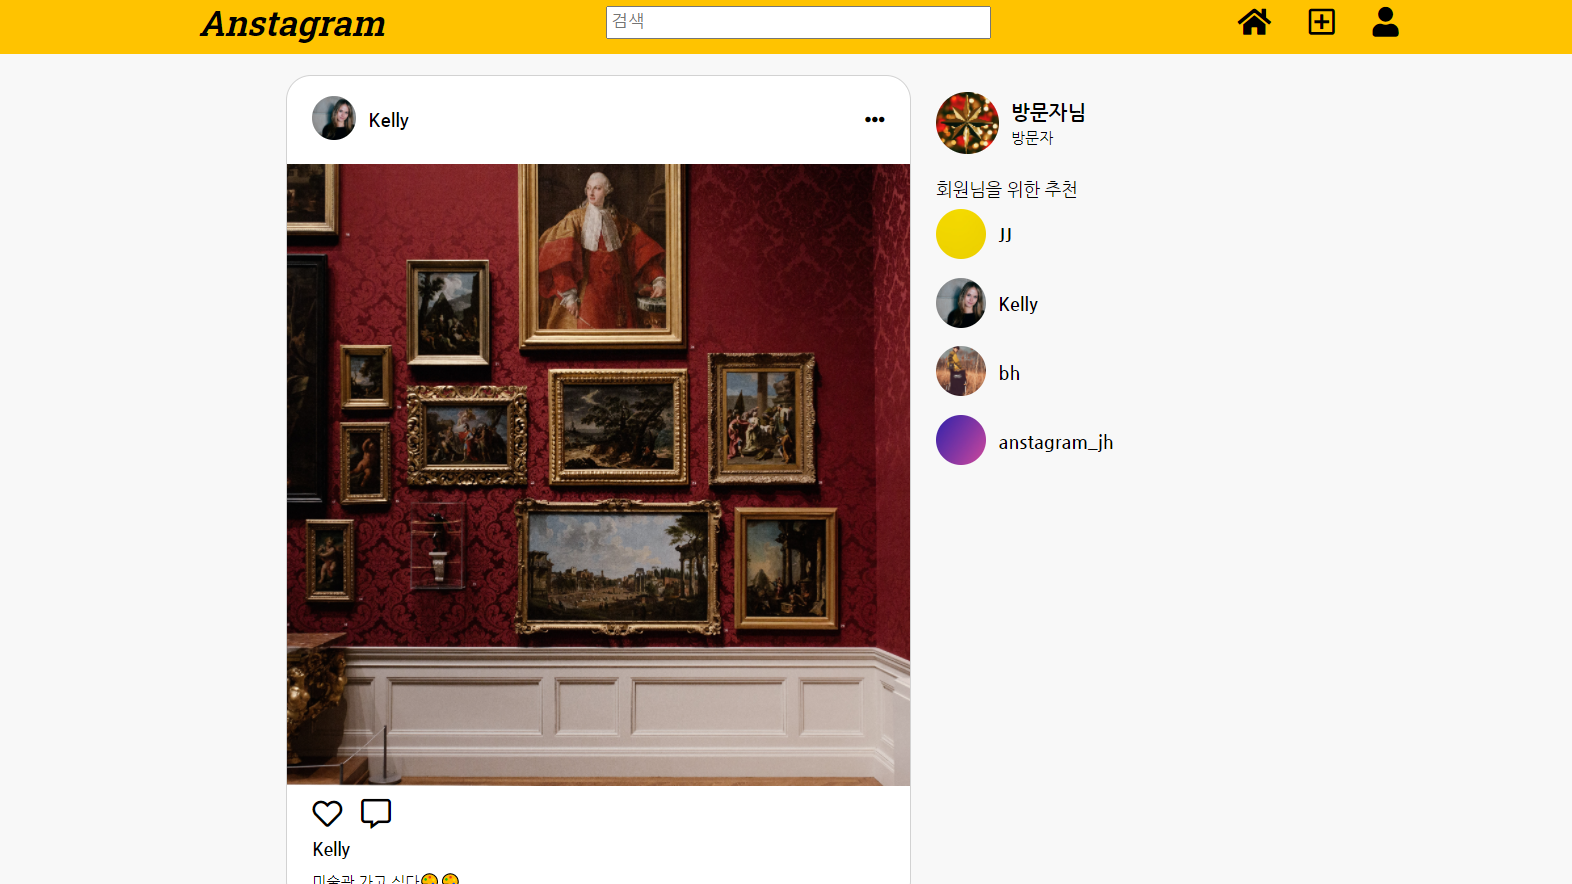 Anstagram
검색
Kelly
방문자님
방문자
회원님을 위한 추천
JJ
Kelly
bh
anstagram_jh
Kelly
미술관 가고 싶다